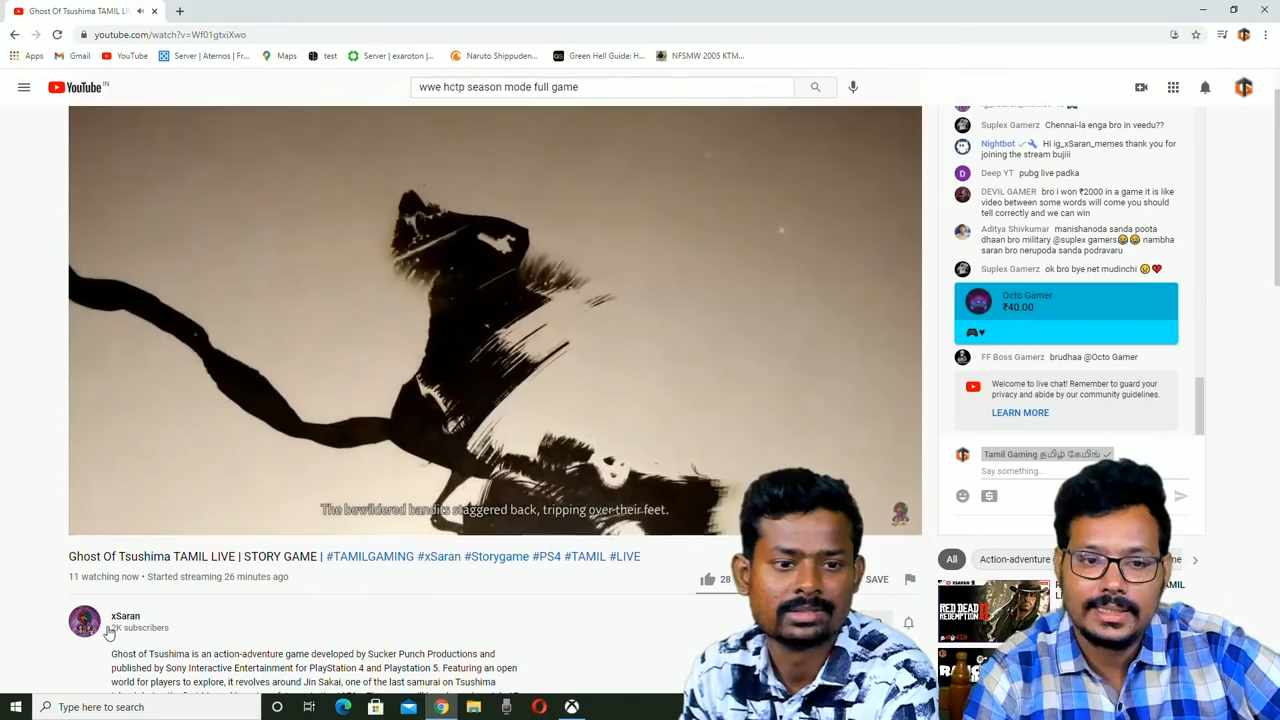 Ghost Of Tsushima TAMIL LI
youtube.com/watch?v=Wf01gtxiXwo
Apps
Gmail
YouTube
Server | Aternos | Fr...
Maps
test
Server | exaroton | ...
Naruto Shippuden...
Green Hell Guide: H...
NFSMW 2005 KTM...
YouTube IN
wwe hctp season mode full game
Suplex Gamerz Chennai-la enga bro in veedu??
Nightbot Hi ig_xSaran_memes thank you for
joining the stream bujiii
Deep YT pubg live padka
DEVIL GAMER bro i won ₹2000 in a game it is like
video between some words will come you should
tell correctly and we can win
Aditya Shivkumar manishanoda sanda poota
dhaan bro military @suplex gamers😂😂 nambha
saran bro nerupoda sanda podravaru
Suplex Gamerz ok bro bye net mudinchi
Octo Gamer
₹40.00
FF Boss Gamerz brudhaa @Octo Gamer
Welcome to live chat! Remember to guard your
privacy and abide by our community guidelines.
LEARN MORE
Tamil Gaming தமிழ் கேமிங்
Say something...
The bewildered bandits staggered back, tripping over their feet.
Ghost Of Tsushima TAMIL LIVE | STORY GAME | #TAMILGAMING #xSaran #Storygame #PS4 #TAMIL #LIVE
11 watching now • Started streaming 26 minutes ago
28
SAVE
All
Action-adventure
xSaran
2K subscribers
Ghost of Tsushima is an action-adventure game developed by Sucker Punch Productions and
published by Sony Interactive Entertainment for PlayStation 4 and Playstation 5. Featuring an open
world for players to explore, it revolves around Jin Sakai, one of the last samurai on Tsushima
RED DEAD
REDEMPTION
Type here to search